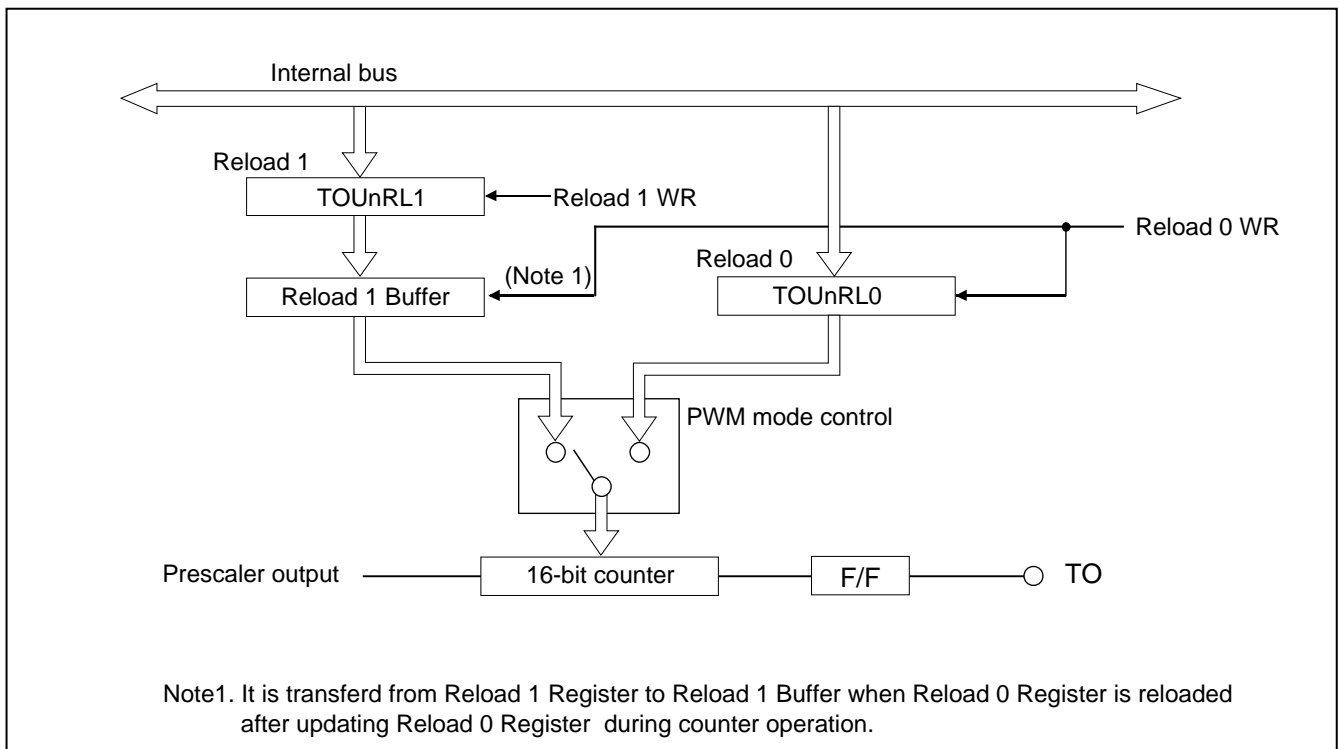 Internal bus
Reload 1
TOUnRL1
Reload 1 WR
Reload 0 WR
Reload 0
(Note 1)
Reload 1 Buffer
TOUnRL0
PWM mode control
Prescaler output
16-bit counter
F/F
TO
Note1. It is transferd from Reload 1 Register to Reload 1 Buffer when Reload 0 Register is reloaded
after updating Reload 0 Register during counter operation.